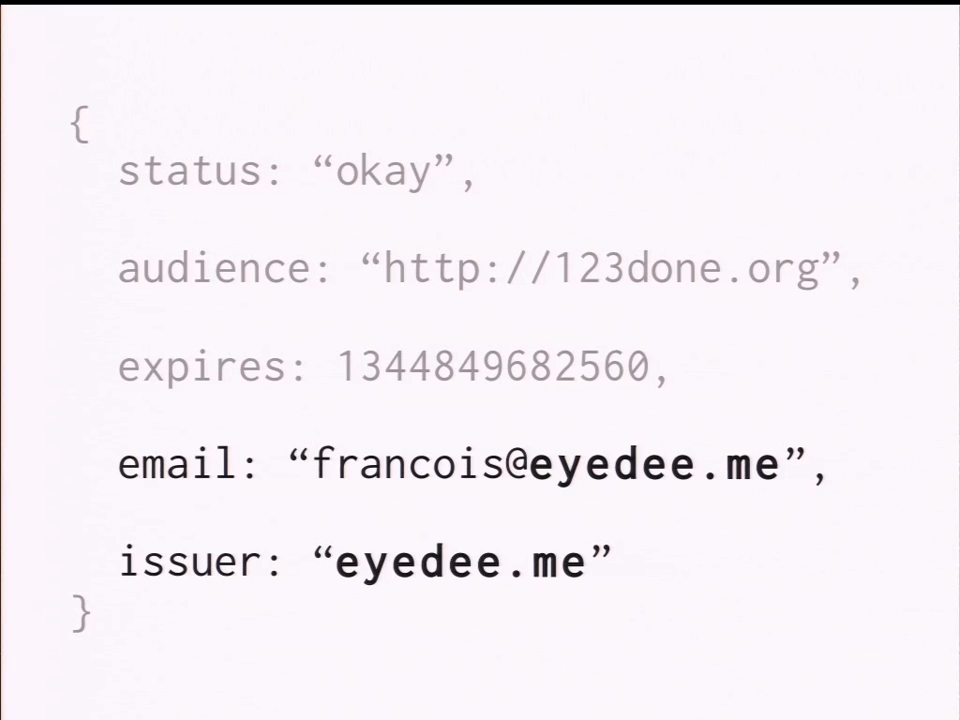 {
status: “okay”,
audience: “http://123done.org”,
expires: 1344849682560,
email: “francois@eyedee.me”,
issuer: “eyedee.me”
}